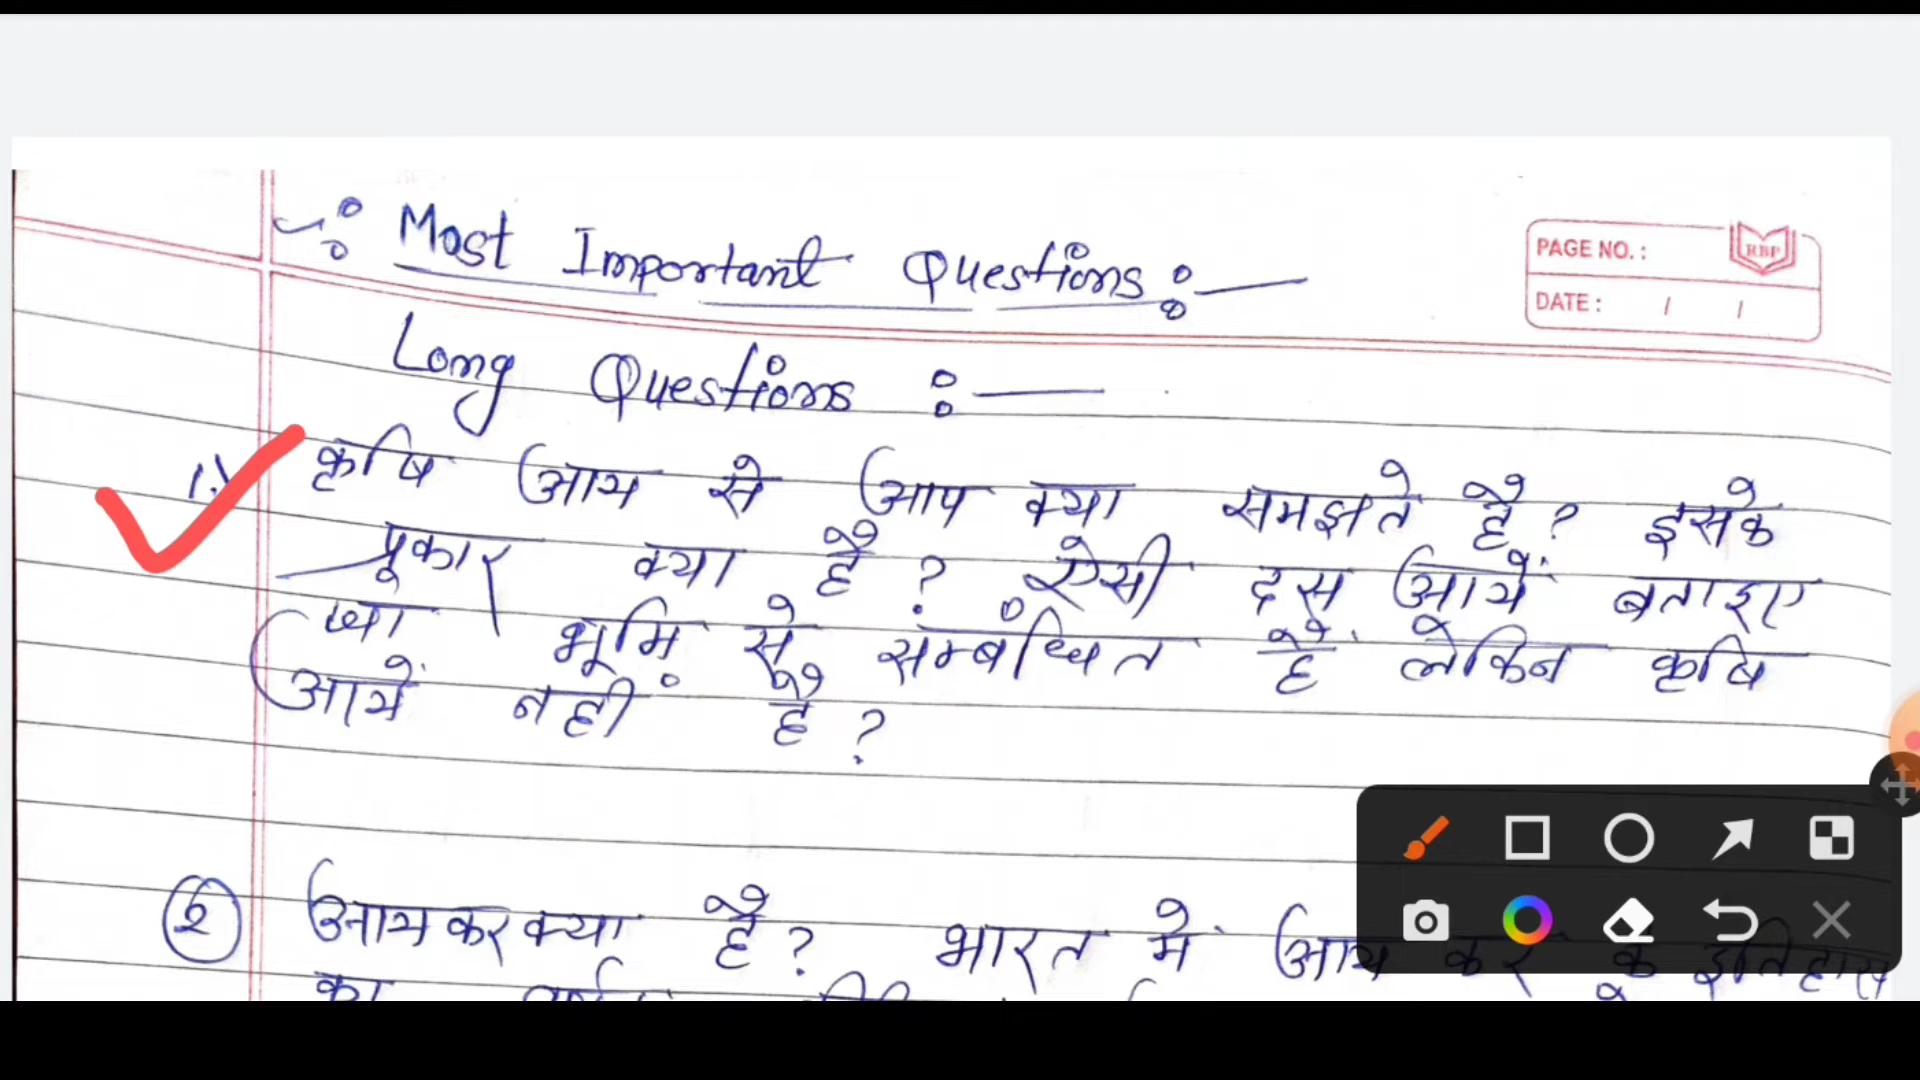 Most Important Questions :—
PAGE NO. :
RBP
DATE : / /
Long Questions :—
1.) कृषि आय से आप क्या समझते है ? इसके
प्रकार क्या है ? ऐसी दस आयें बताइए
जो भूमि से सम्बंधित हैं लेकिन कृषि
आयें नहीं है ?
2 आयकर क्या है ? भारत में आय कर के इतिहास
का